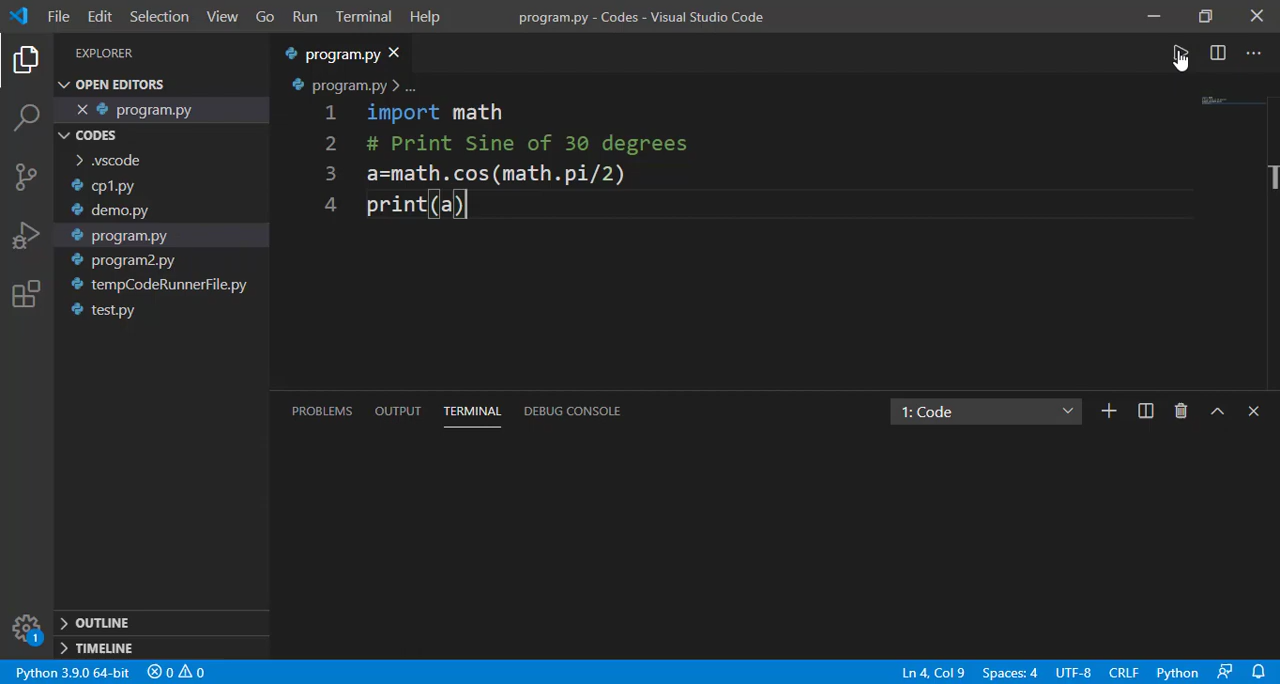 File Edit Selection View Go Run Terminal Help program.py - Codes - Visual Studio Code
EXPLORER
OPEN EDITORS
program.py
CODES
.vscode
cp1.py
demo.py
program.py
program2.py
tempCodeRunnerFile.py
test.py
OUTLINE
TIMELINE
1
program.py
program.py > ...
1 import math
2 # Print Sine of 30 degrees
3 a=math.cos(math.pi/2)
4 print(a)
PROBLEMS OUTPUT TERMINAL DEBUG CONSOLE 1: Code
Python 3.9.0 64-bit 0 0 Ln 4, Col 9 Spaces: 4 UTF-8 CRLF Python